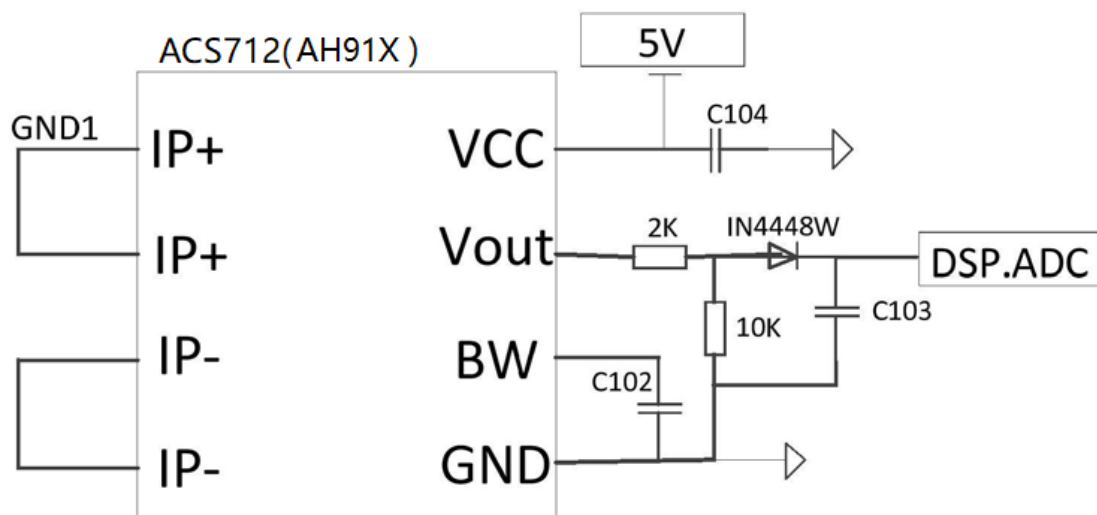 ACS712(AH91X)
5V
GND1
IP+
VCC
C104
IP+
Vout
2K
IN4448W
DSP.ADC
10K
C103
IP-
BW
C102
IP-
GND